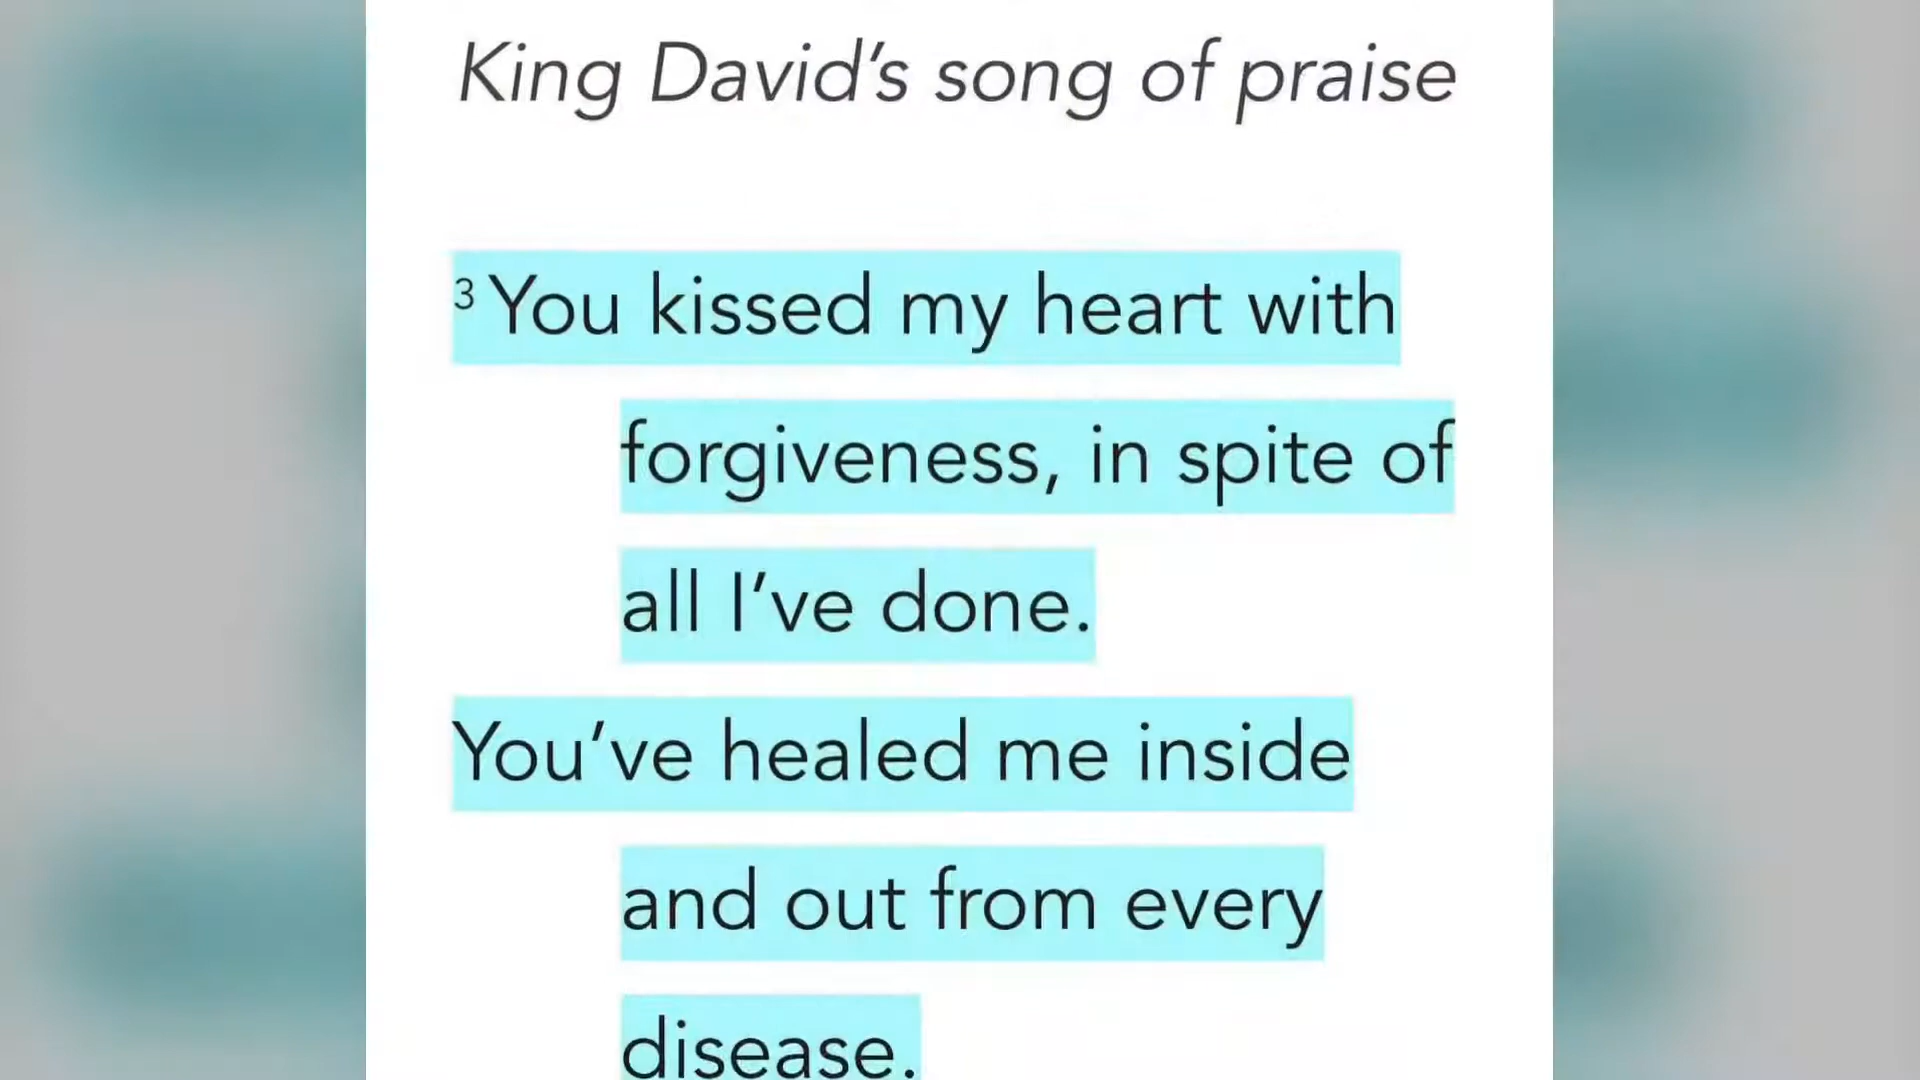 King David’s song of praise
3 You kissed my heart with
forgiveness, in spite of
all I’ve done.
You’ve healed me inside
and out from every
disease.